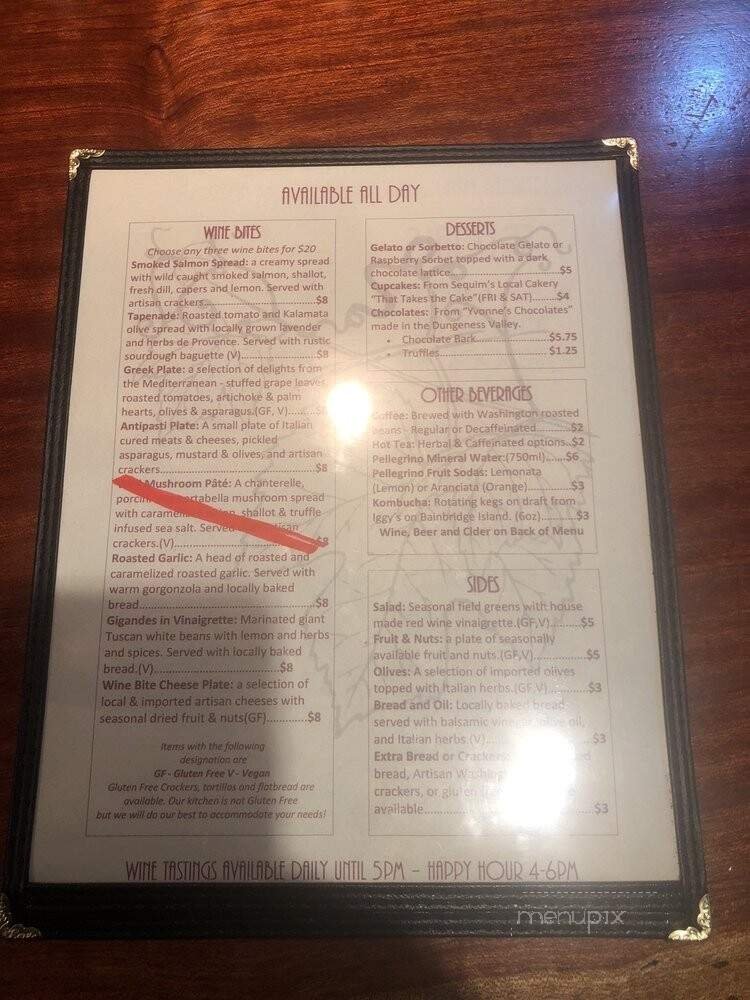 AVAILABLE ALL DAY
WINE BITES
Choose any three wine bites for $20
Smoked Salmon Spread: a creamy spread
with wild caught smoked salmon, shallot,
fresh dill, capers and lemon. Served with
artisan crackers...........................$8
Tapenade: Roasted tomato and Kalamata
olive spread with locally grown lavender
and herbs de Provence. Served with rustic
sourdough baguette (V)...................$8
Greek Plate: a selection of delights from
the Mediterranean - stuffed grape leaves
roasted tomatoes, artichoke & palm
hearts, olives & asparagus.(GF, V)........
Antipasti Plate: A small plate of Italian
cured meats & cheeses, pickled
asparagus, mustard & olives, and artisan
crackers.....................................$8
Mushroom Pâté: A chanterelle,
portabella mushroom spread
with shallot & truffle
infused sea salt. Served
crackers.(V)................................$8
Roasted Garlic: A head of roasted and
caramelized roasted garlic. Served with
warm gorgonzola and locally baked
bread..........................................$8
Gigandes in Vinaigrette: Marinated giant
Tuscan white beans with lemon and herbs
and spices. Served with locally baked
bread.(V)................................$8
Wine Bite Cheese Plate: a selection of
local & imported artisan cheeses with
seasonal dried fruit & nuts(GF)............$8
Items with the following
designation are
GF - Gluten Free V - Vegan
Gluten Free Crackers, tortillas and flatbread are
available. Our kitchen is not Gluten Free
but we will do our best to accommodate your needs!
DESSERTS
Gelato or Sorbetto: Chocolate Gelato or
Raspberry Sorbet topped with a dark
chocolate lattice...........................$5
Cupcakes: From Sequim's Local Cakery
"That Takes the Cake"(FRI & SAT).......$4
Chocolates: From "Yvonne's Chocolates"
made in the Dungeness Valley.
• Chocolate Bark....................$5.75
• Truffles................................$1.25
OTHER BEVERAGES
Coffee: Brewed with Washington roasted
beans - Regular or Decaffeinated.........$2
Hot Tea: Herbal & Caffeinated options..$2
Pellegrino Mineral Water:(750ml).....$6
Pellegrino Fruit Sodas: Lemonata
(Lemon) or Aranciata (Orange)............$3
Kombucha: Rotating kegs on draft from
Iggy's on Bainbridge Island. (6oz)..........$3
Wine, Beer and Cider on Back of Menu
SIDES
Salad: Seasonal field greens with house
made red wine vinaigrette.(GF,V)........$5
Fruit & Nuts: a plate of seasonally
available fruit and nuts.(GF,V)..............$5
Olives: A selection of imported olives
topped with Italian herbs.(GF,V)..........$3
Bread and Oil: Locally baked bread
served with balsamic vinegar, olive oil,
and Italian herbs.(V)..........................$3
Extra Bread or Crackers:
bread, Artisan
crackers, or
available.......................................$3
WINE TASTINGS AVAILABLE DAILY UNTIL 5PM - HAPPY HOUR 4-6PM
menupix